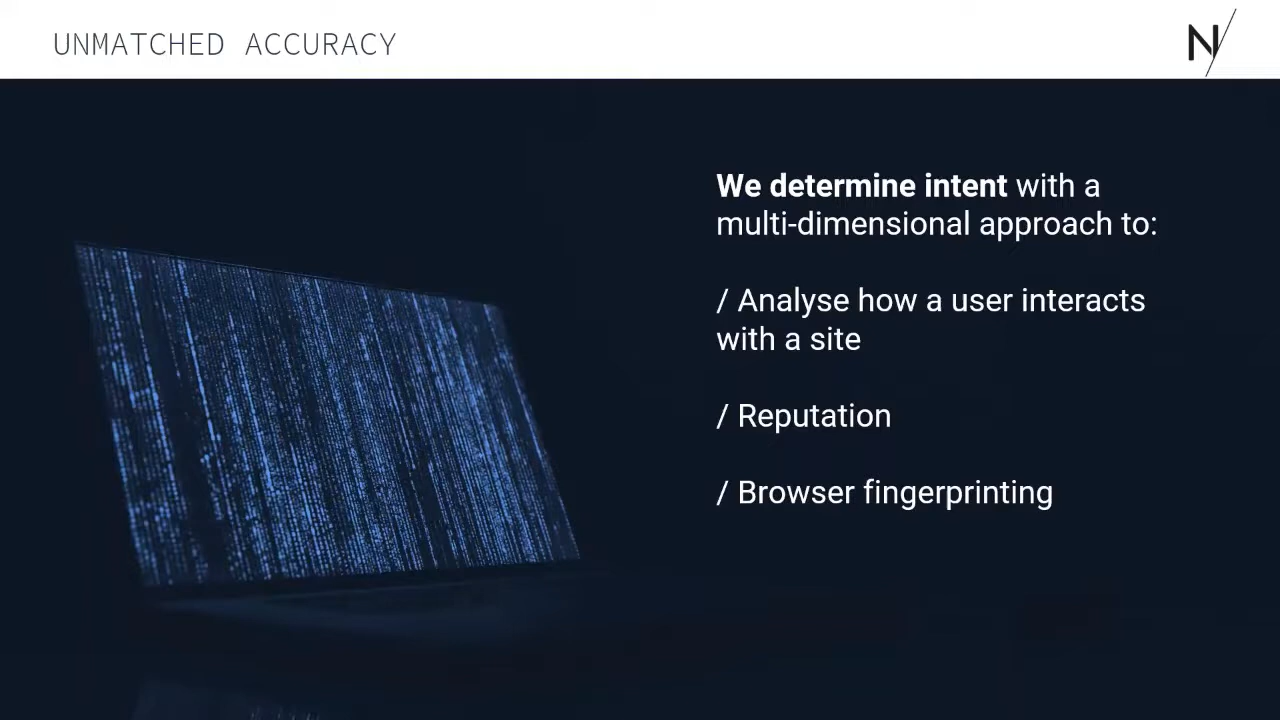 UNMATCHED ACCURACY
N/
We determine intent with a
multi-dimensional approach to:
/ Analyse how a user interacts
with a site
/ Reputation
/ Browser fingerprinting